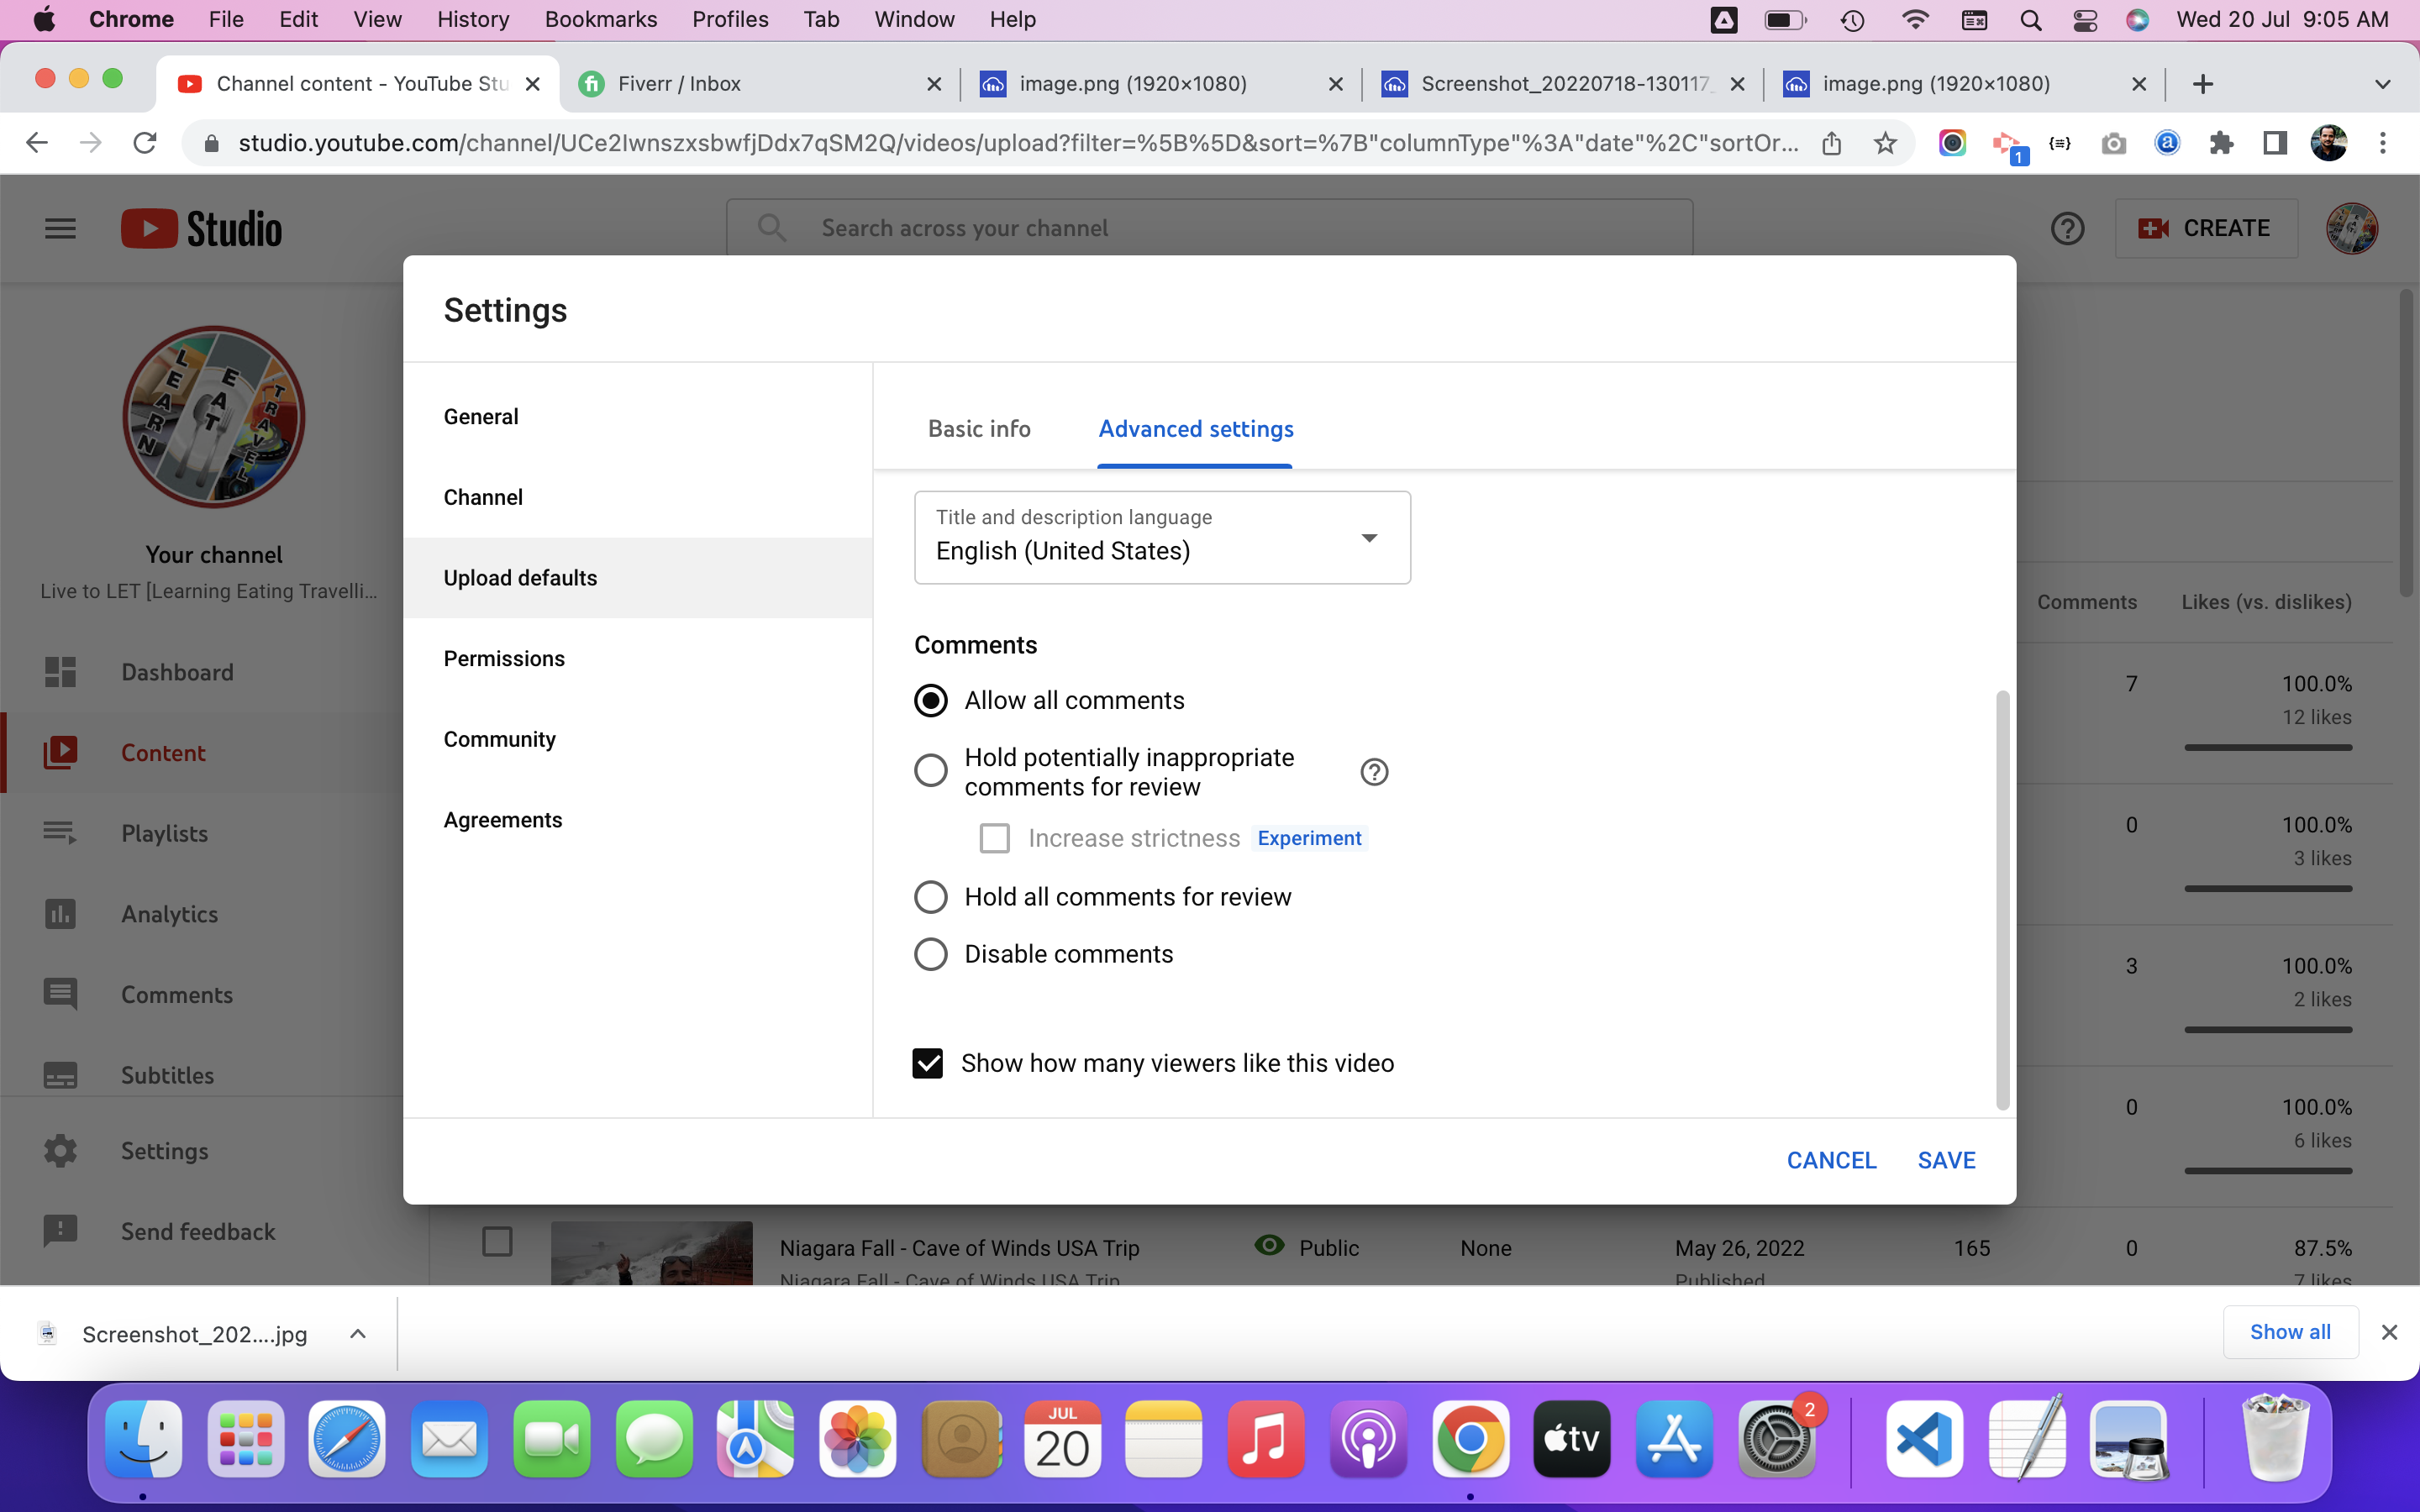 Chrome File Edit View History Bookmarks Profiles Tab Window Help Wed 20 Jul 9:05 AM
Channel content - YouTube Stu Fiverr / Inbox image.png (1920×1080) Screenshot_20220718-130117_ image.png (1920×1080)
studio.youtube.com/channel/UCe2IwnszxsbwfjDdx7qSM2Q/videos/upload?filter=%5B%5D&sort=%7B"columnType"%3A"date"%2C"sortOr...
1
Studio
Search across your channel
CREATE
LEARN
EAT
TRAVEL
Your channel
Live to LET [Learning Eating Travelli...
Dashboard
Content
Playlists
Analytics
Comments
Subtitles
Settings
Send feedback
Settings
General
Channel
Upload defaults
Permissions
Community
Agreements
Basic info
Advanced settings
Title and description language
English (United States)
Comments
Allow all comments
Hold potentially inappropriate
comments for review
Increase strictness Experiment
Hold all comments for review
Disable comments
Show how many viewers like this video
CANCEL
SAVE
Comments Likes (vs. dislikes)
7 100.0%
12 likes
0 100.0%
3 likes
3 100.0%
2 likes
0 100.0%
6 likes
Niagara Fall - Cave of Winds USA Trip Public None May 26, 2022 165 0 87.5%
Niagara Fall - Cave of Winds USA Trip Published 7 likes
Screenshot_202....jpg
Show all
JUL
20
tv
2